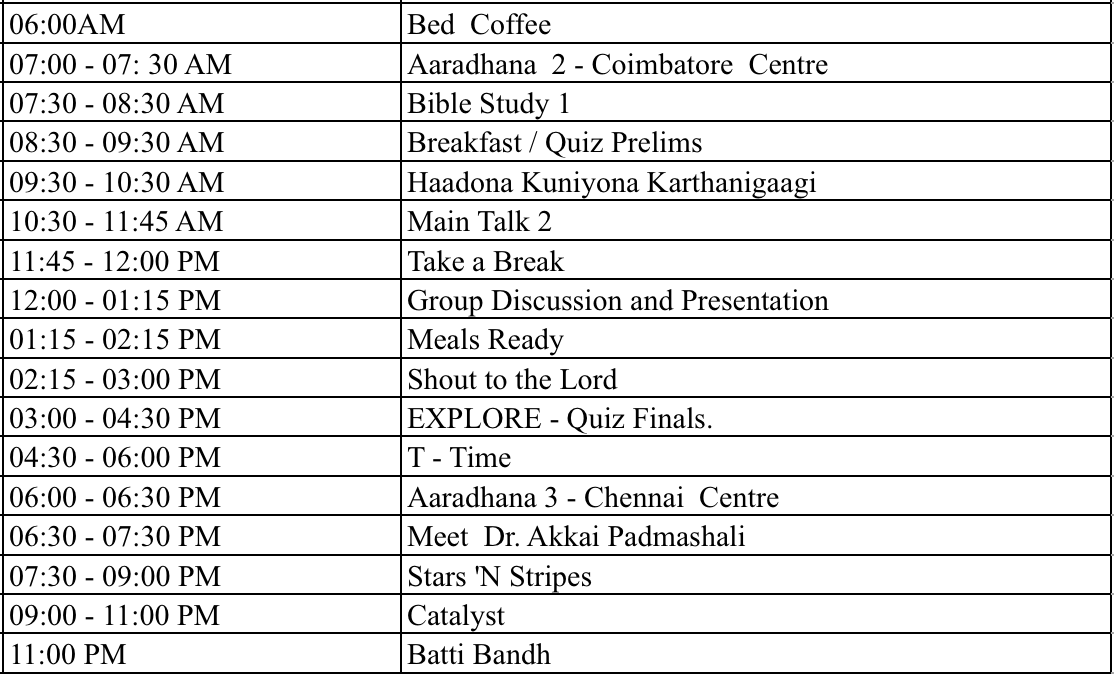 06:00AM Bed Coffee
07:00 - 07: 30 AM Aaradhana 2 - Coimbatore Centre
07:30 - 08:30 AM Bible Study 1
08:30 - 09:30 AM Breakfast / Quiz Prelims
09:30 - 10:30 AM Haadona Kuniyona Karthanigaagi
10:30 - 11:45 AM Main Talk 2
11:45 - 12:00 PM Take a Break
12:00 - 01:15 PM Group Discussion and Presentation
01:15 - 02:15 PM Meals Ready
02:15 - 03:00 PM Shout to the Lord
03:00 - 04:30 PM EXPLORE - Quiz Finals.
04:30 - 06:00 PM T - Time
06:00 - 06:30 PM Aaradhana 3 - Chennai Centre
06:30 - 07:30 PM Meet Dr. Akkai Padmashali
07:30 - 09:00 PM Stars 'N Stripes
09:00 - 11:00 PM Catalyst
11:00 PM Batti Bandh